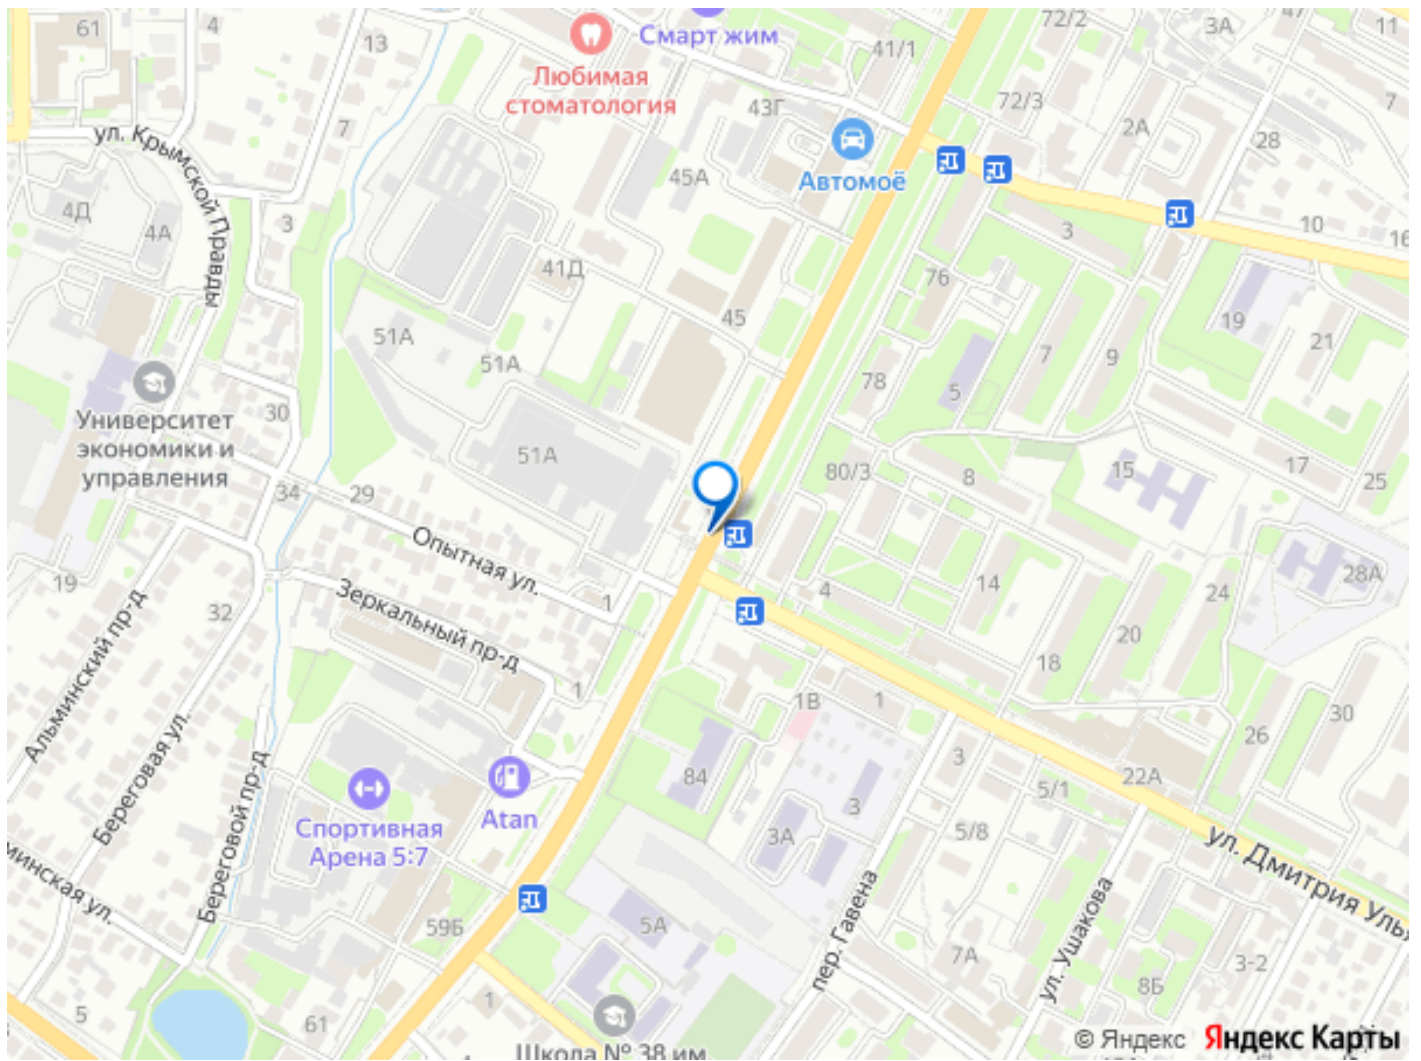 61
4
13
Смарт жим
41/1
72/2
3А
47
11
Любимая
стоматология
43Г
72/3
2А
7
28
7
ул. Крымской Правды
45А
Автомоё
4Д
4А
3
41Д
3
10
16
76
45
19
21
51А
51А
7
9
78
5
Университет
экономики и
управления
30
51А
80/3
8
15
17
25
34
29
Опытная ул.
19
Альминский пр-д
32
Зеркальный пр-д
1
4
14
28А
24
20
18
1
1В
1
30
26
Береговая ул.
Береговой пр-д
84
3
22А
5/1
Спортивная
Арена 5:7
Atan
3А
3
5/8
ул. Дмитрия Улья
минская ул.
59Б
5А
пер. Гавена
7А
ул. Ушакова
8Б
3-2
5
61
1
Школа № 38 им.
© Яндекс Яндекс Карты